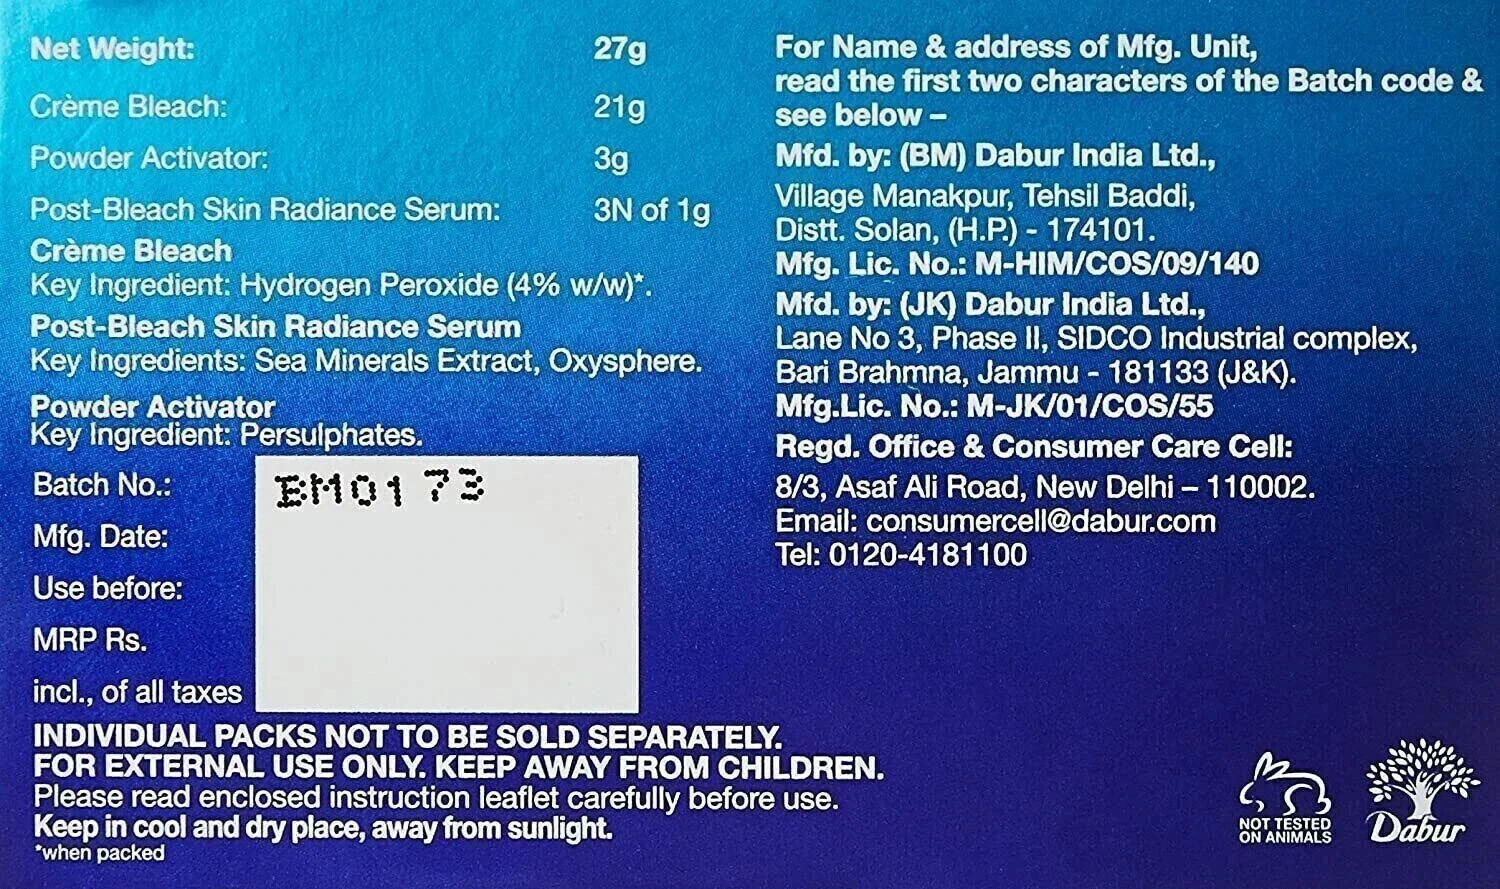 Net Weight: 27g
Crème Bleach: 21g
Powder Activator: 3g
Post-Bleach Skin Radiance Serum: 3N of 1g
Crème Bleach
Key Ingredient: Hydrogen Peroxide (4% w/w)*.
Post-Bleach Skin Radiance Serum
Key Ingredients: Sea Minerals Extract, Oxysphere.
Powder Activator
Key Ingredient: Persulphates.
Batch No.: BM0173
Mfg. Date:
Use before:
MRP Rs.
incl., of all taxes
INDIVIDUAL PACKS NOT TO BE SOLD SEPARATELY.
FOR EXTERNAL USE ONLY. KEEP AWAY FROM CHILDREN.
Please read enclosed instruction leaflet carefully before use.
Keep in cool and dry place, away from sunlight.
*when packed
For Name & address of Mfg. Unit,
read the first two characters of the Batch code &
see below –
Mfd. by: (BM) Dabur India Ltd.,
Village Manakpur, Tehsil Baddi,
Distt. Solan, (H.P.) - 174101.
Mfg. Lic. No.: M-HIM/COS/09/140
Mfd. by: (JK) Dabur India Ltd.,
Lane No 3, Phase II, SIDCO Industrial complex,
Bari Brahmna, Jammu - 181133 (J&K).
Mfg.Lic. No.: M-JK/01/COS/55
Regd. Office & Consumer Care Cell:
8/3, Asaf Ali Road, New Delhi – 110002.
Email: consumercell@dabur.com
Tel: 0120-4181100
NOT TESTED
ON ANIMALS
Dabur